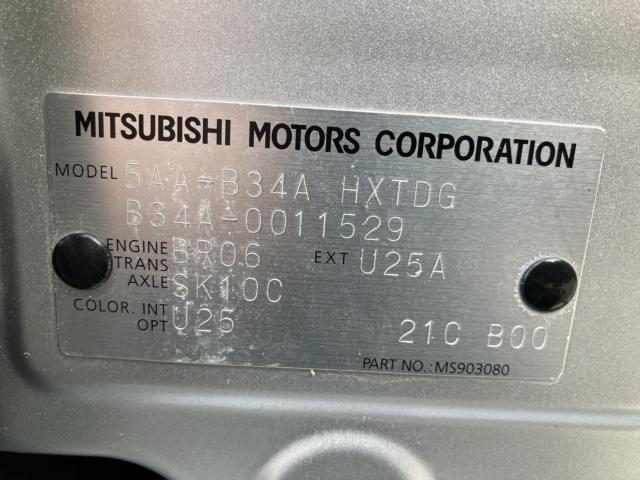 MITSUBISHI MOTORS CORPORATION
MODEL 5AA-B34A HXTDG
B34A-0011529
ENGINE BR06 EXT U25A
TRANS
AXLE SK10C
COLOR. INT U25
OPT
21C B00
PART NO.:MS903080